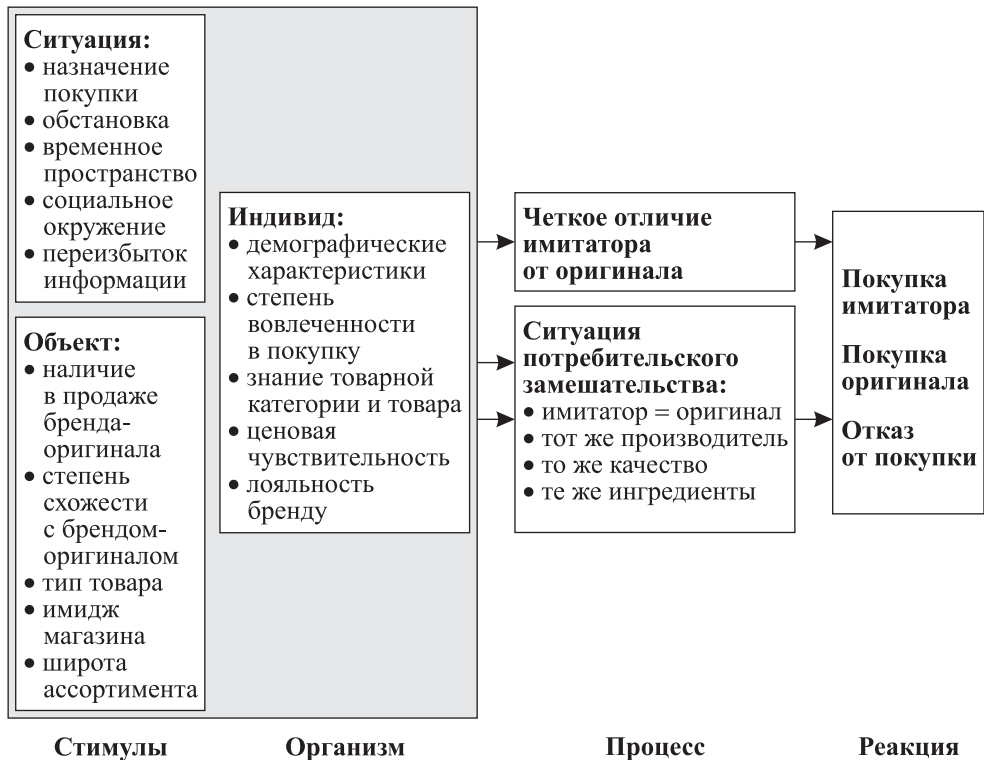 Ситуация:
• назначение
покупки
• обстановка
• временное
пространство
• социальное
окружение
• переизбыток
информации
Объект:
• наличие
в продаже
бренда-
оригинала
• степень
схожести
с брендом-
оригиналом
• тип товара
• имидж
магазина
• широта
ассортимента
Индивид:
• демографические
характеристики
• степень
вовлеченности
в покупку
• знание товарной
категории и товара
• ценовая
чувствительность
• лояльность
бренду
Четкое отличие
имитатора
от оригинала
Ситуация
потребительского
замешательства:
• имитатор = оригинал
• тот же производитель
• то же качество
• те же ингредиенты
Покупка
имитатора
Покупка
оригинала
Отказ
от покупки
Стимулы
Организм
Процесс
Реакция